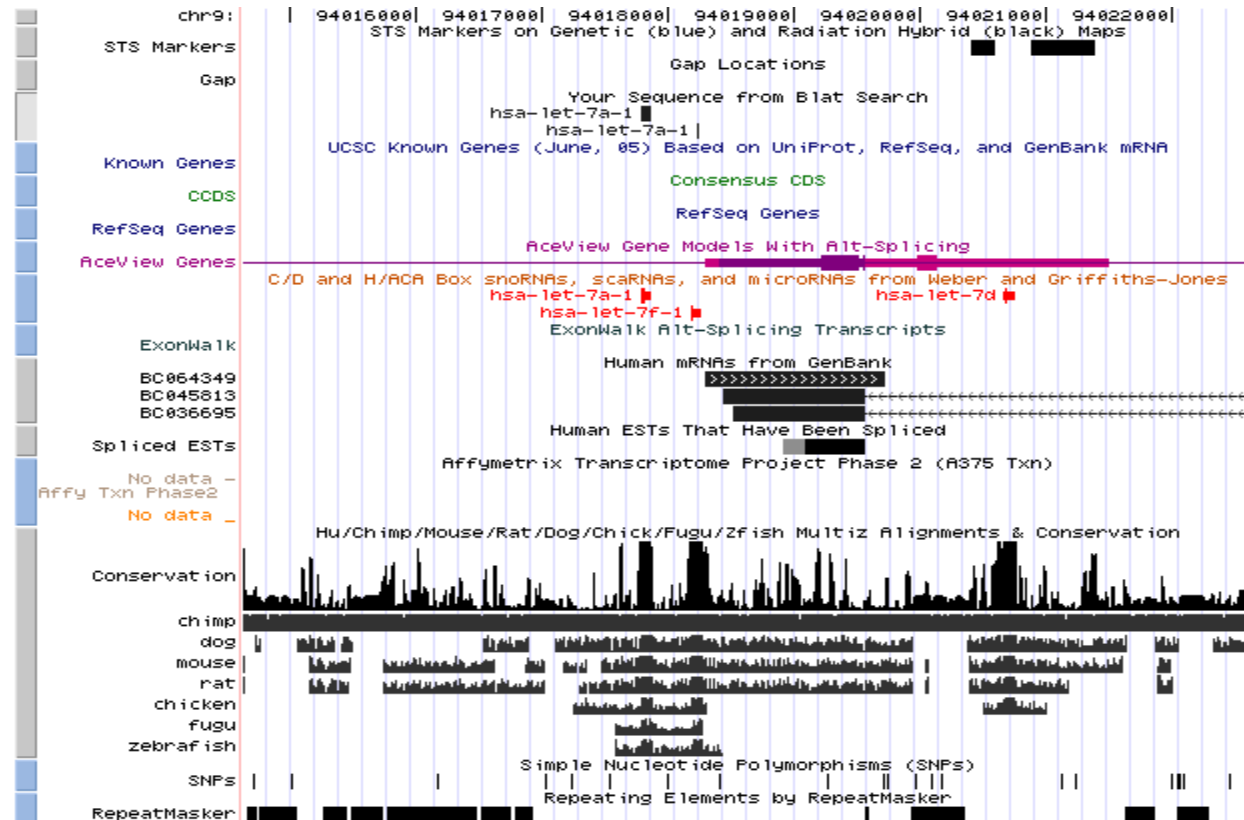 chr9: | 94016000| 94017000| 94018000| 94019000| 94020000| 94021000| 94022000|
STS Markers on Genetic (blue) and Radiation Hybrid (black) Maps
STS Markers
Gap Locations
Gap
Your Sequence from Blat Search
hsa-let-7a-1
hsa-let-7a-1
UCSC Known Genes (June, 05) Based on UniProt, RefSeq, and GenBank mRNA
Known Genes
Consensus CDS
CCDS
RefSeq Genes
RefSeq Genes
AceView Gene Models With Alt-Splicing
AceView Genes
C/D and H/ACA Box snoRNAs, scaRNAs, and microRNAs from Weber and Griffiths-Jones
hsa-let-7a-1 hsa-let-7d
hsa-let-7f-1
ExonWalk Alt-Splicing Transcripts
ExonWalk
Human mRNAs from GenBank
BC064349
BC045813
BC036695
Human ESTs That Have Been Spliced
Spliced ESTs
Affymetrix Transcriptome Project Phase 2 (A375 Txn)
No data -
Affy Txn Phase2
No data _
Hu/Chimp/Mouse/Rat/Dog/Chick/Fugu/Zfish Multiz Alignments & Conservation
Conservation
chimp
dog
mouse
rat
chicken
fugu
zebrafish
Simple Nucleotide Polymorphisms (SNPs)
SNPs
Repeating Elements by RepeatMasker
RepeatMasker